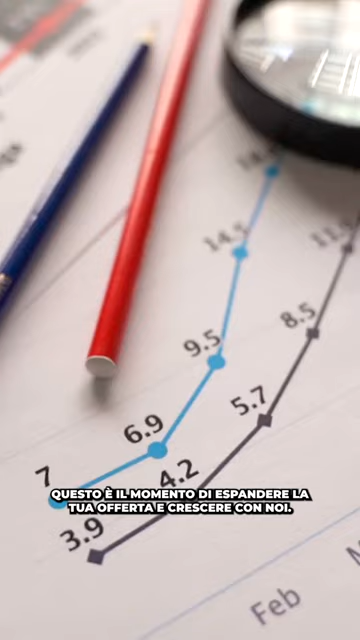 14.5
9.5
8.5
6.9
5.7
7
4.2
3.9
QUESTO È IL MOMENTO DI ESPANDERE LA
TUA OFFERTA E CRESCERE CON NOI.
Feb